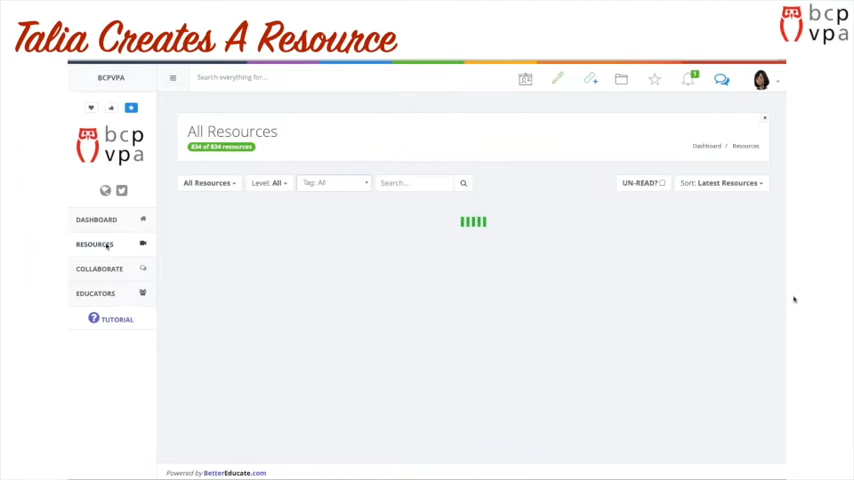 Talia Creates A Resource
bcp
vpa
BCPVPA
Search everything for...
1
bcp
vpa
All Resources
834 of 834 resources
Dashboard / Resources
All Resources
Level: All
Tag: All
Search...
UN-READ?
Sort: Latest Resources
DASHBOARD
RESOURCES
COLLABORATE
EDUCATORS
? TUTORIAL
Powered by BetterEducate.com